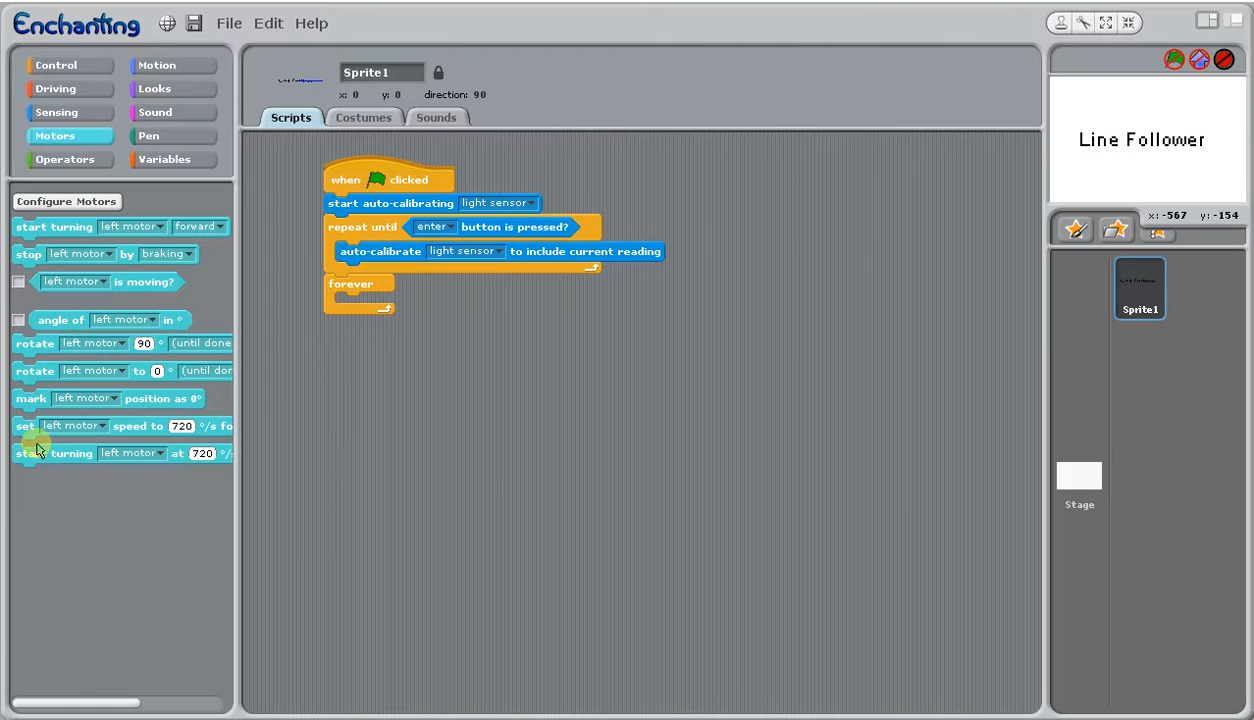 Enchanting File Edit Help
Control Motion
Driving Looks
Sensing Sound
Motors Pen
Operators Variables
Configure Motors
start turning left motor forward
stop left motor by braking
left motor is moving?
angle of left motor in °
rotate left motor 90 ° (until done
rotate left motor to 0 ° (until don
mark left motor position as 0°
set left motor speed to 720 °/s fo
start turning left motor at 720 °/
Sprite1
x: 0 y: 0 direction: 90
Scripts Costumes Sounds
when clicked
start auto-calibrating light sensor
repeat until enter button is pressed?
auto-calibrate light sensor to include current reading
forever
Line Follower
x: -567 y: -154
Sprite1
Stage